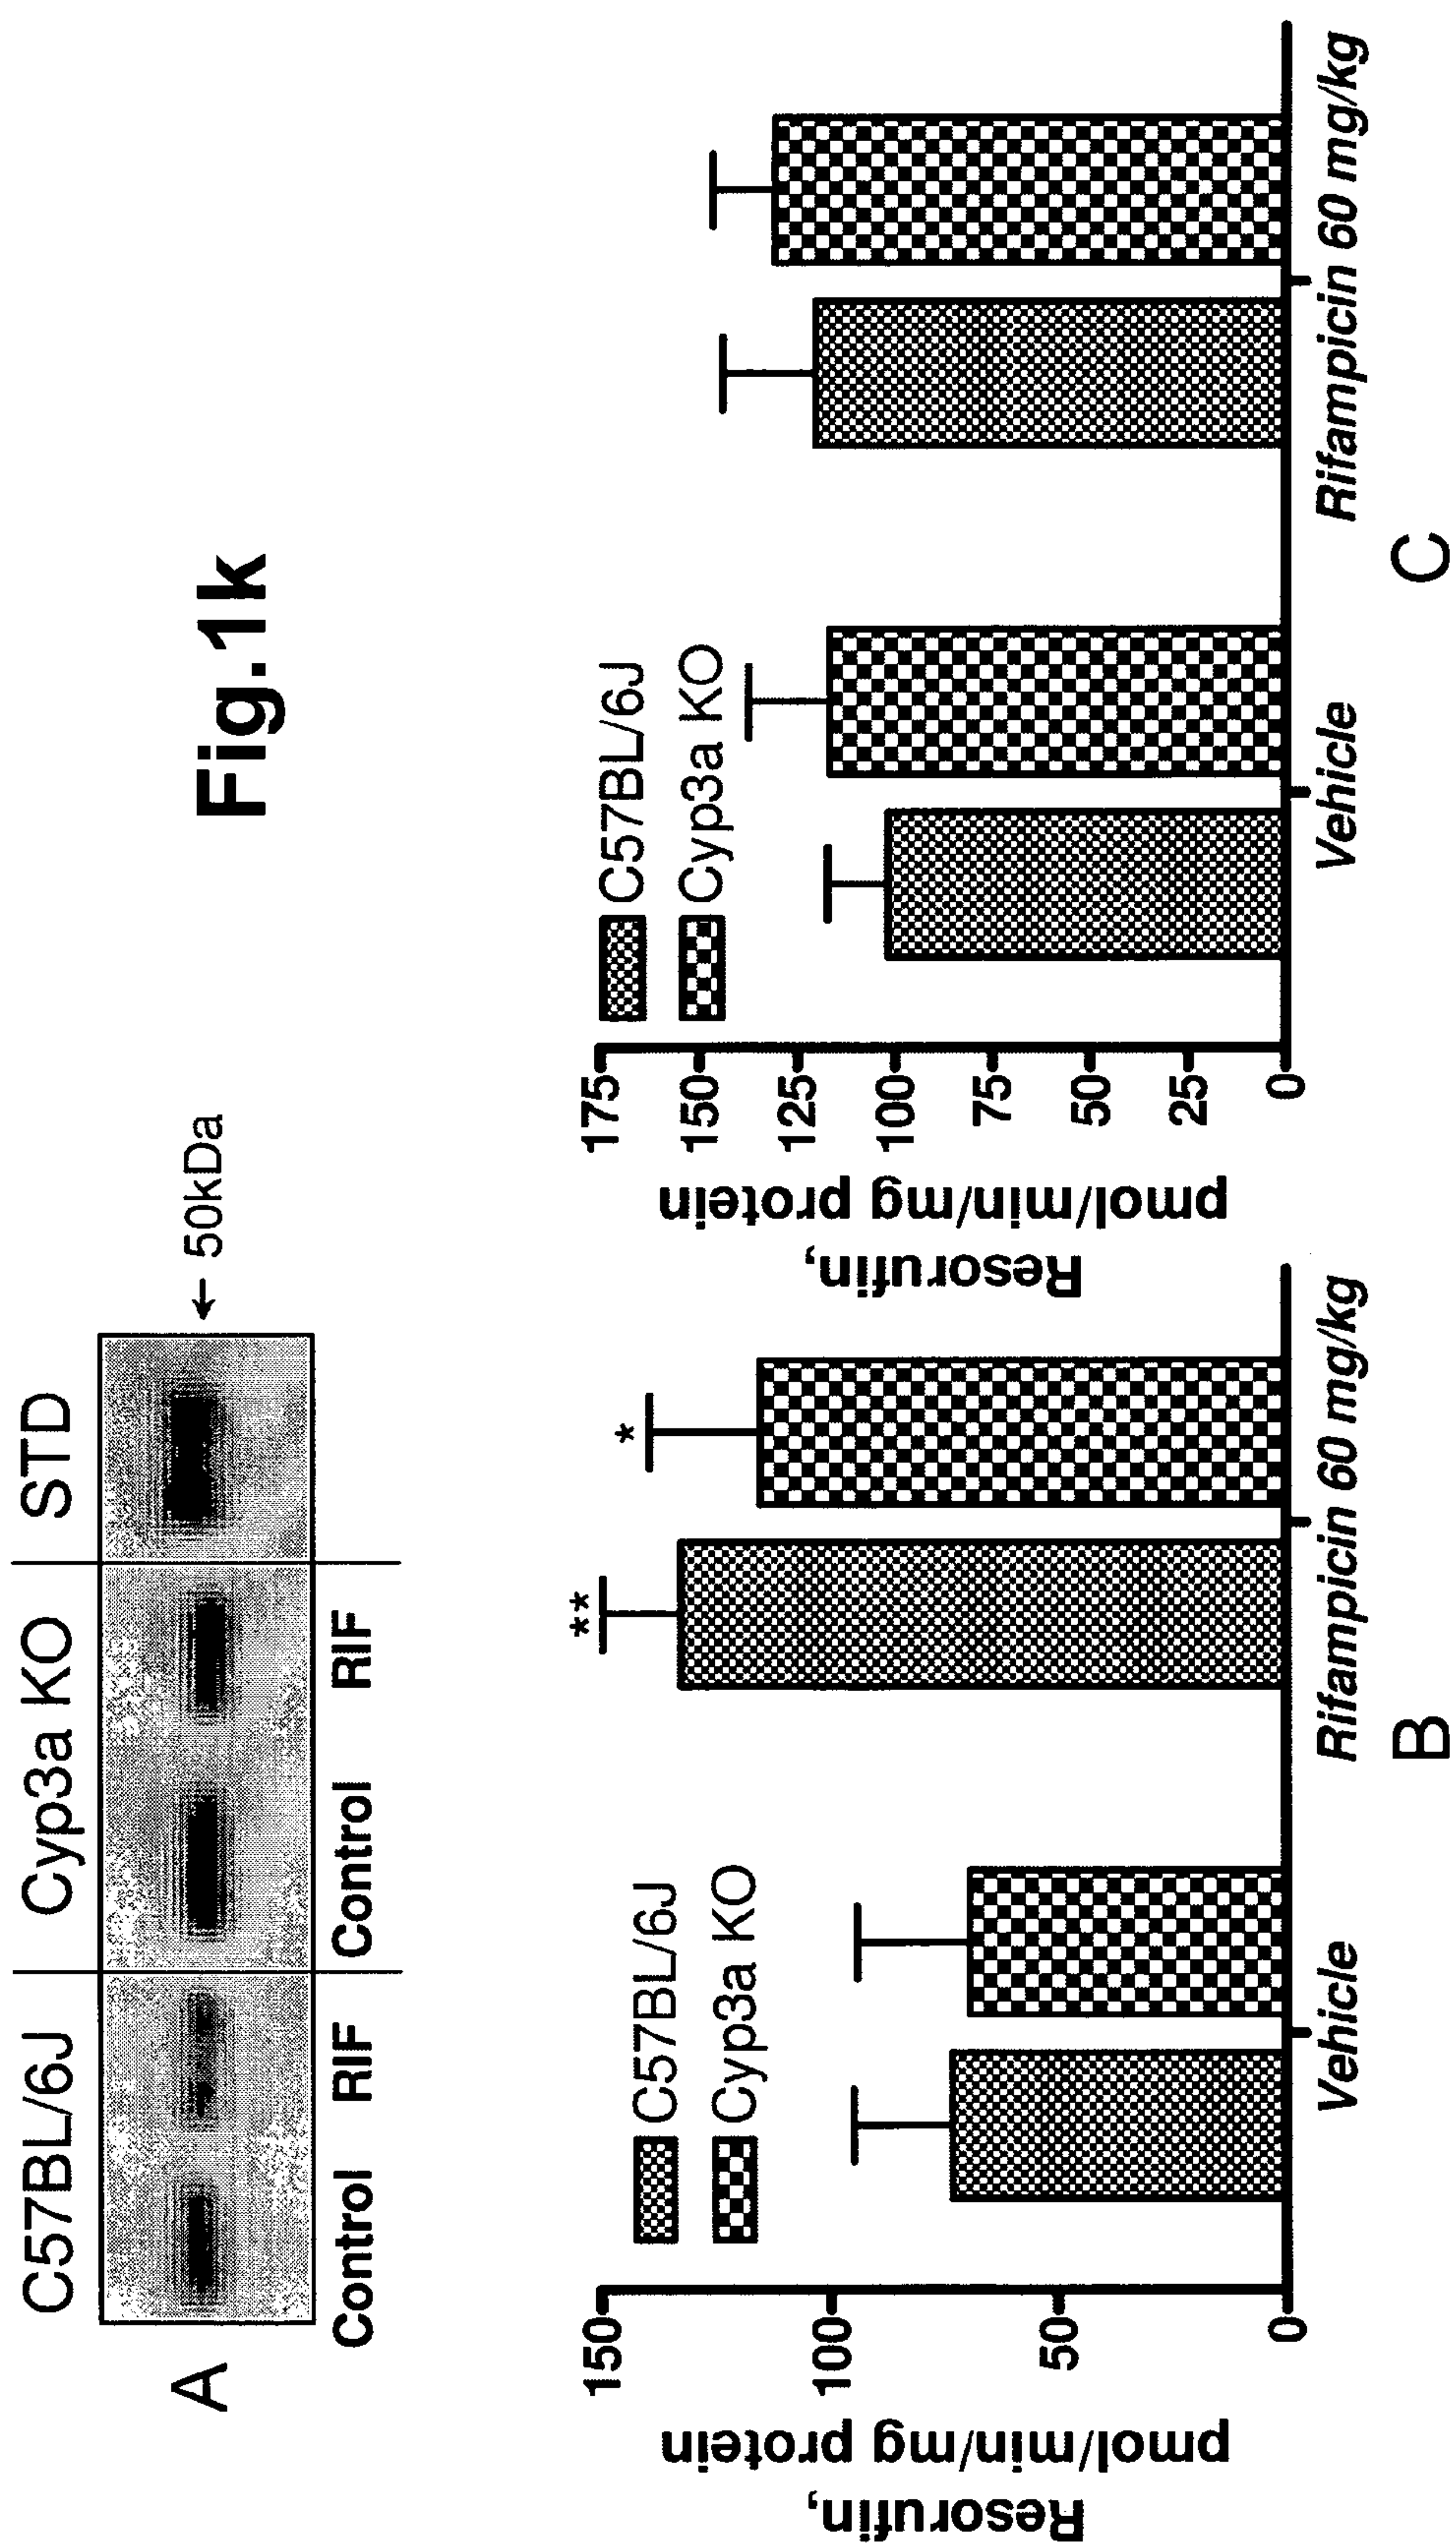 Fig.1k
A
C57BL/6J Cyp3a KO STD
← 50kDa
Control RIF Control RIF
Resorufin,
pmol/min/mg protein
150
100
50
0
C57BL/6J
Cyp3a KO
**
*
Vehicle Rifampicin 60 mg/kg
B
Resorufin,
pmol/min/mg protein
175
150
125
100
75
50
25
0
C57BL/6J
Cyp3a KO
Vehicle Rifampicin 60 mg/kg
C